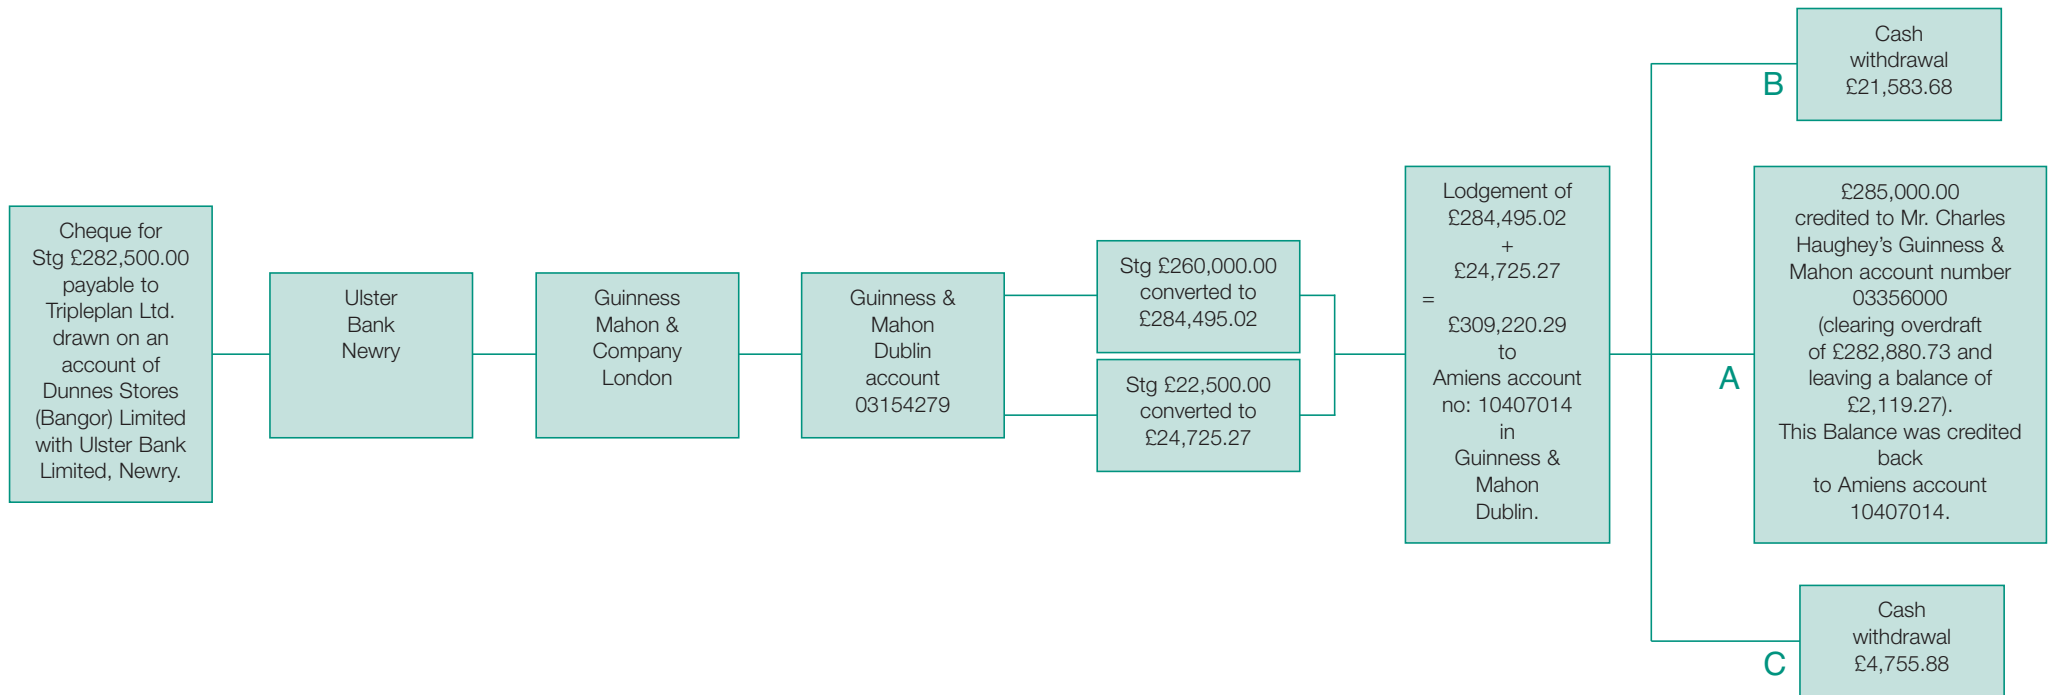 Cheque for
Stg £282,500.00
payable to
Tripleplan Ltd.
drawn on an
account of
Dunnes Stores
(Bangor) Limited
with Ulster Bank
Limited, Newry.
Ulster
Bank
Newry
Guinness
Mahon &
Company
London
Guinness &
Mahon
Dublin
account
03154279
Stg £260,000.00
converted to
£284,495.02
Stg £22,500.00
converted to
£24,725.27
Lodgement of
£284,495.02
+
£24,725.27
=
£309,220.29
to
Amiens account
no: 10407014
in
Guinness &
Mahon
Dublin.
B
Cash
withdrawal
£21,583.68
A
£285,000.00
credited to Mr. Charles
Haughey’s Guinness &
Mahon account number
03356000
(clearing overdraft
of £282,880.73 and
leaving a balance of
£2,119.27).
This Balance was credited
back
to Amiens account
10407014.
C
Cash
withdrawal
£4,755.88